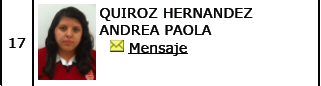 17
QUIROZ HERNANDEZ
ANDREA PAOLA
Mensaje